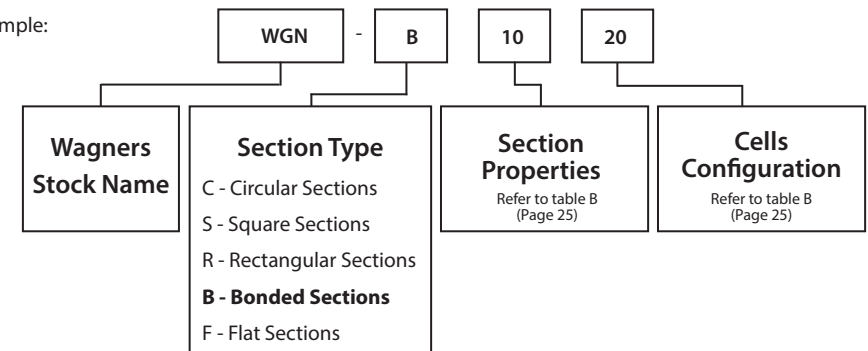 mple:
WGN - B 10 20
Wagners
Stock Name
Section Type
C - Circular Sections
S - Square Sections
R - Rectangular Sections
B - Bonded Sections
F - Flat Sections
Section
Properties
Refer to table B
(Page 25)
Cells
Configuration
Refer to table B
(Page 25)